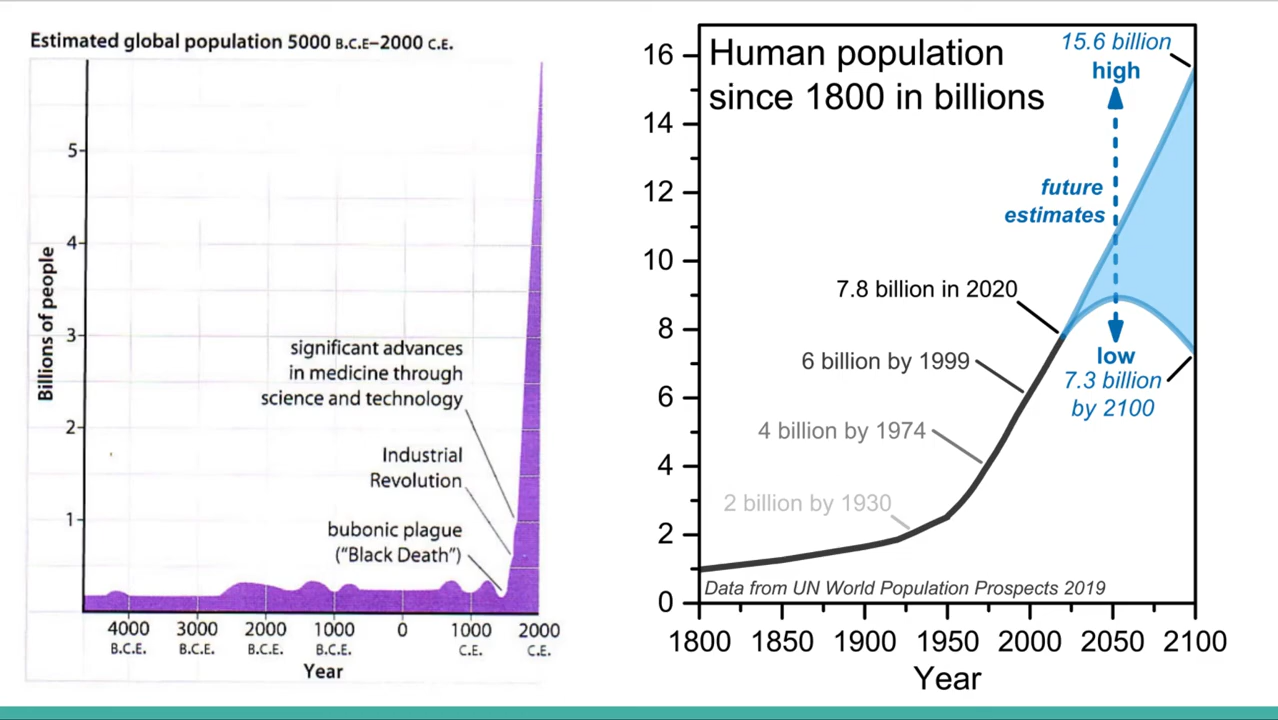 Estimated global population 5000 B.C.E–2000 C.E.
Billions of people
5
4
3
2
1
significant advances
in medicine through
science and technology
Industrial
Revolution
bubonic plague
("Black Death")
4000 3000 2000 1000 0 1000 2000
B.C.E. B.C.E. B.C.E. B.C.E. C.E. C.E.
Year
Human population
since 1800 in billions
16
14
12
10
8
6
4
2
0
15.6 billion
high
future
estimates
7.8 billion in 2020
6 billion by 1999
low
7.3 billion
by 2100
4 billion by 1974
2 billion by 1930
Data from UN World Population Prospects 2019
1800 1850 1900 1950 2000 2050 2100
Year